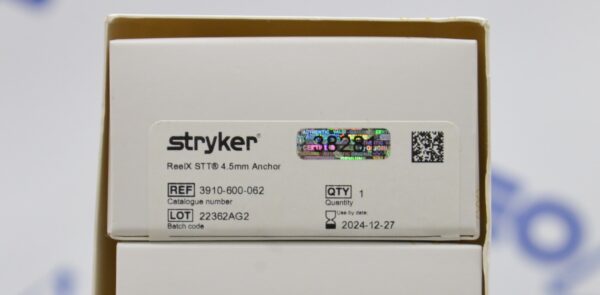 stryker®
38281
ReelX STT® 4.5mm Anchor
REF 3910-600-062
Catalogue number
QTY 1
Quantity
LOT 22362AG2
Batch code
Use by date:
2024-12-27